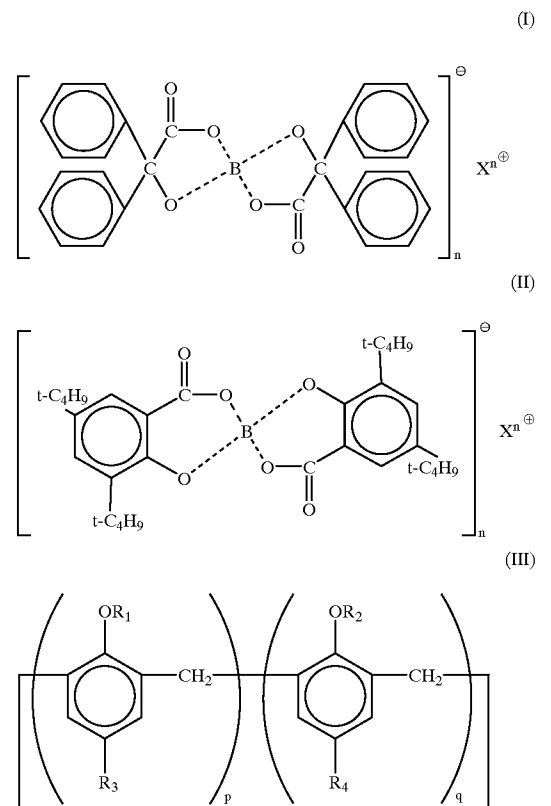 (I)
O
C O O
C B C
O O C
O
⊖
n
Xn⊕
(II)
t-C4H9
O
t-C4H9 C O O
B Xn⊕
O O C
t-C4H9
t-C4H9 O
⊖
n
(III)
OR1 OR2
CH2 CH2
R3 R4
p q